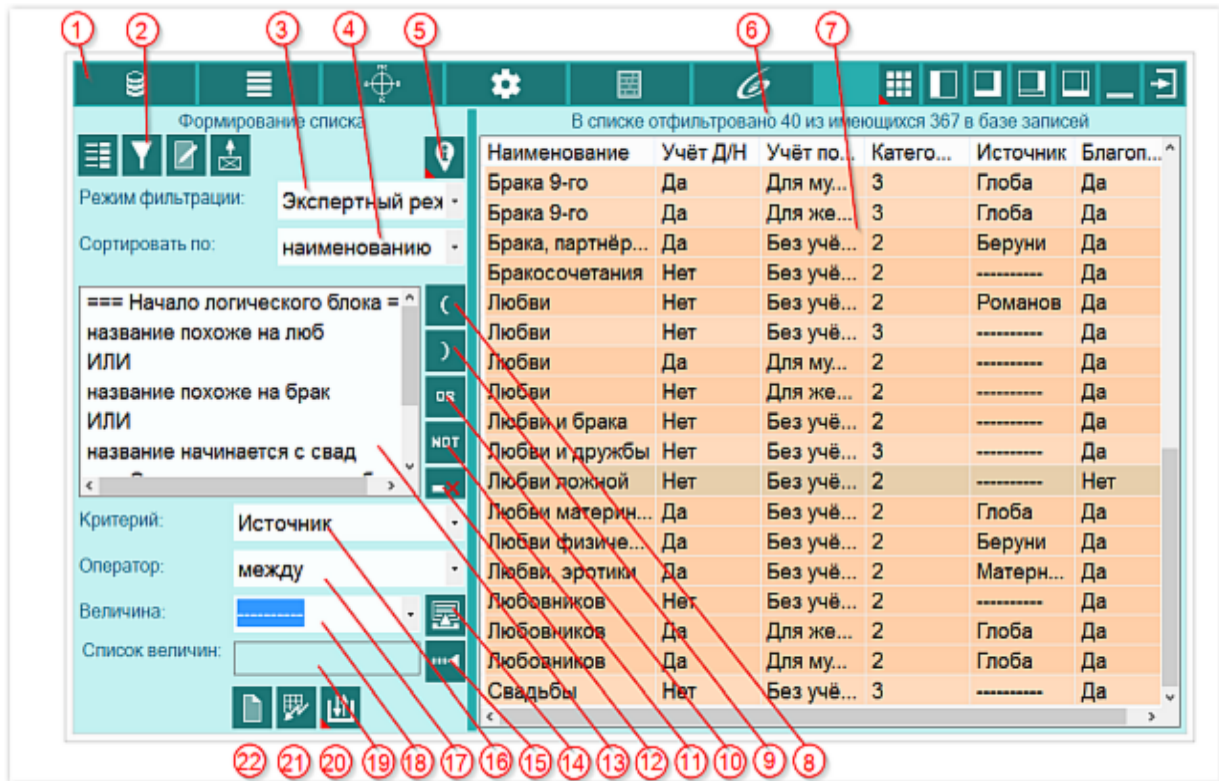 1 2 3 4 5 6 7
Формирование списка
В списке отфильтровано 40 из имеющихся 367 в базе записей
Режим фильтрации: Экспертный реж
Сортировать по: наименованию
=== Начало логического блока =
название похоже на люб
ИЛИ
название похоже на брак
ИЛИ
название начинается с свад
(
)
OR
NOT
Критерий: Источник
Оператор: между
Величина: ----------
Список величин:
Наименование Учёт Д/Н Учёт по... Катего... Источник Благоп...
Брака 9-го Да Для му... 3 Глоба Да
Брака 9-го Да Для же... 3 Глоба Да
Брака, партнёр... Да Без учё... 2 Беруни Да
Бракосочетания Нет Без учё... 2 ---------- Да
Любви Нет Без учё... 2 Романов Да
Любви Нет Без учё... 3 ---------- Да
Любви Да Для му... 2 ---------- Да
Любви Нет Для же... 2 ---------- Да
Любви и брака Нет Без учё... 2 ---------- Да
Любви и дружбы Нет Без учё... 3 ---------- Да
Любви ложной Нет Без учё... 2 ---------- Нет
Любви материн... Да Без учё... 2 Глоба Да
Любви физиче... Да Без учё... 2 Беруни Да
Любви, эротики Да Без учё... 2 Матерн... Да
Любовников Нет Без учё... 2 ---------- Да
Любовников Да Для же... 2 Глоба Да
Любовников Да Для му... 2 Глоба Да
Свадьбы Нет Без учё... 3 ---------- Да
22 21 20 19 18 17 16 15 14 13 12 11 10 9 8